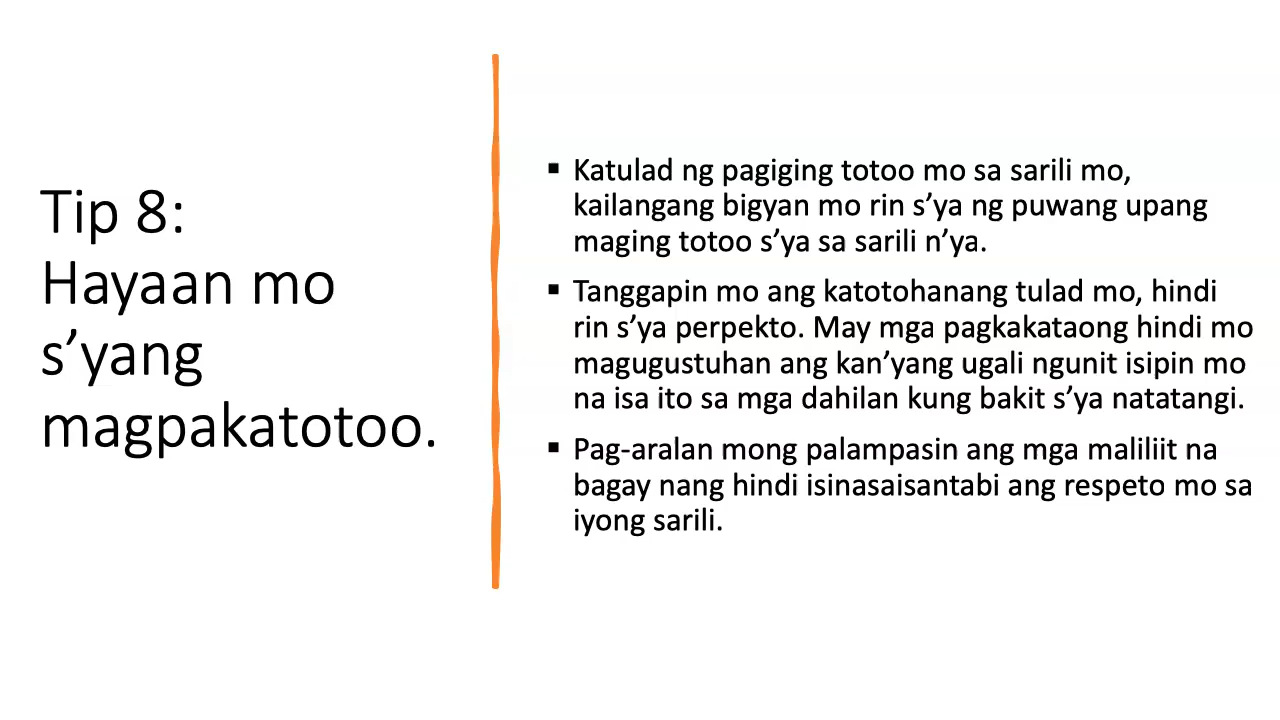 Tip 8:
Hayaan mo
s’yang
magpakatotoo.
▪ Katulad ng pagiging totoo mo sa sarili mo,
kailangang bigyan mo rin s’ya ng puwang upang
maging totoo s’ya sa sarili n’ya.
▪ Tanggapin mo ang katotohanang tulad mo, hindi
rin s’ya perpekto. May mga pagkakataong hindi mo
magugustuhan ang kan’yang ugali ngunit isipin mo
na isa ito sa mga dahilan kung bakit s’ya natatangi.
▪ Pag-aralan mong palampasin ang mga maliliit na
bagay nang hindi isinasaisantabi ang respeto mo sa
iyong sarili.